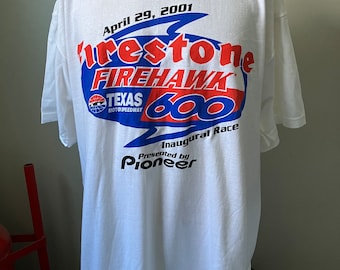 April 29, 2001
Firestone
FIREHAWK
TEXAS
MOTOR SPEEDWAY
600
Inaugural Race
Presented by
Pioneer